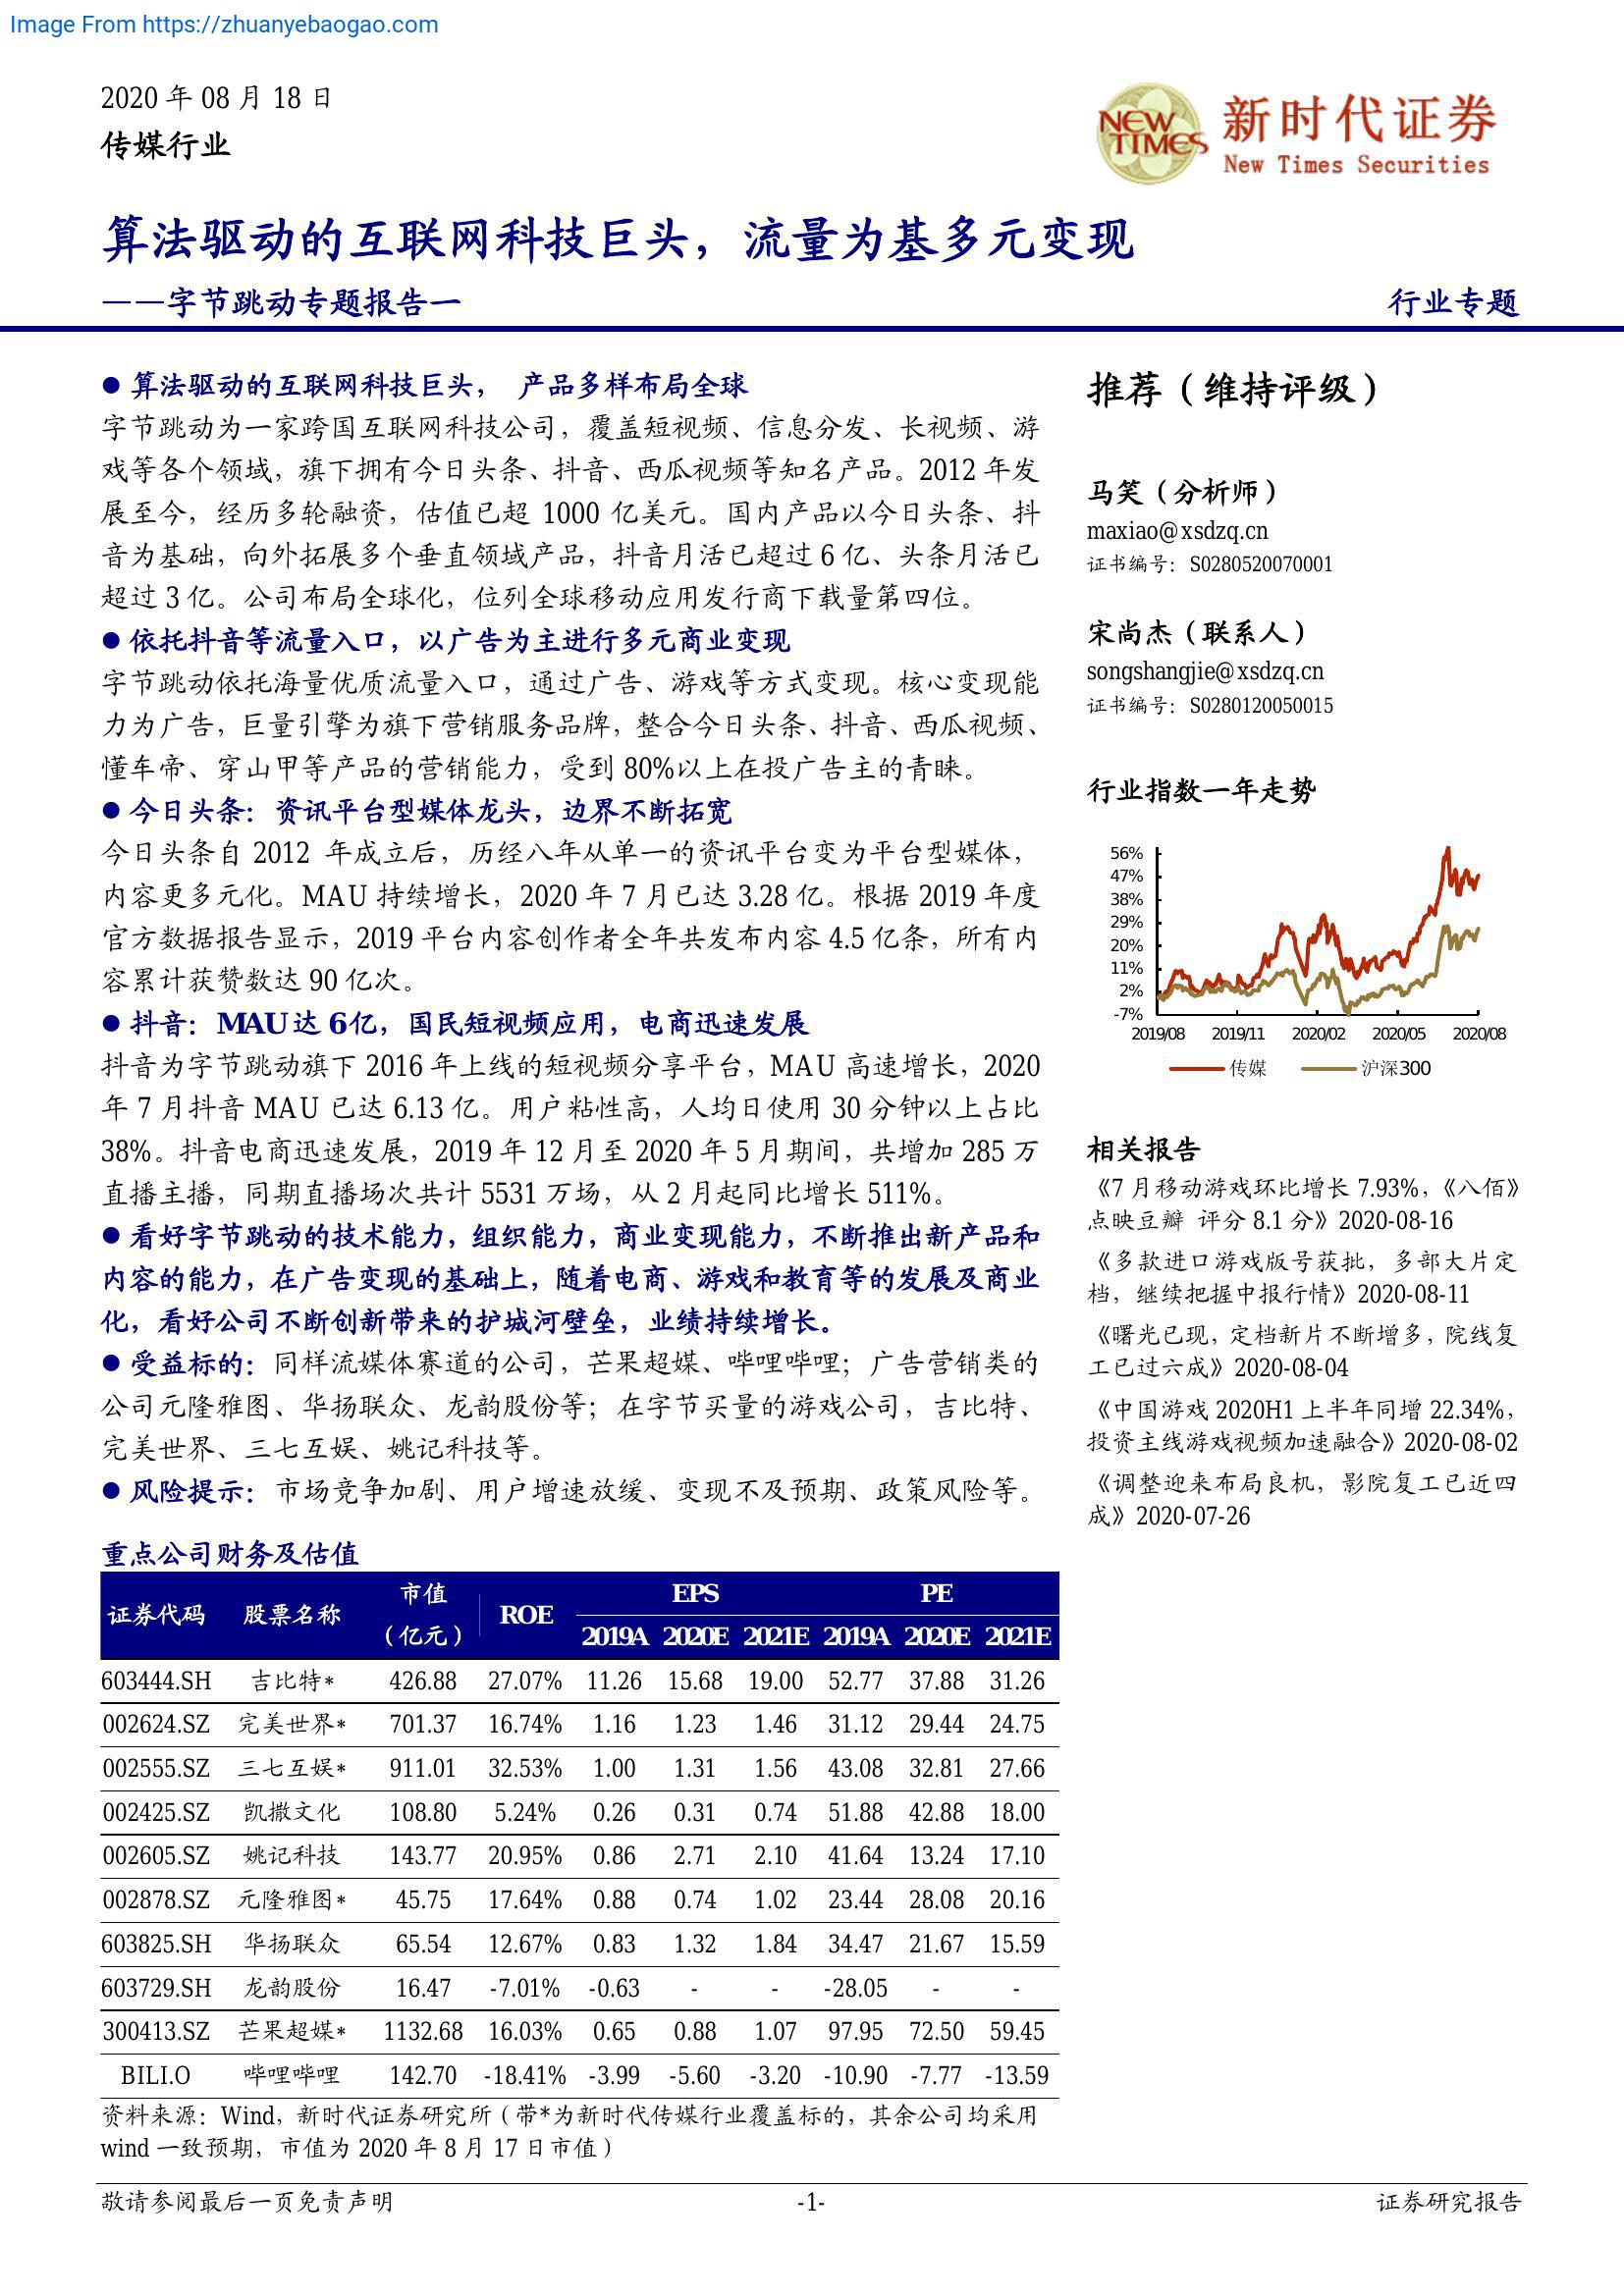 Image From https://zhuanyebaogao.com
2020 年 08 月 18 日
传媒行业
NEW TIMES
新时代证券
New Times Securities
算法驱动的互联网科技巨头，流量为基多元变现
——字节跳动专题报告一
行业专题
● 算法驱动的互联网科技巨头， 产品多样布局全球
字节跳动为一家跨国互联网科技公司，覆盖短视频、信息分发、长视频、游
戏等各个领域，旗下拥有今日头条、抖音、西瓜视频等知名产品。2012 年发
展至今，经历多轮融资，估值已超 1000 亿美元。国内产品以今日头条、抖
音为基础，向外拓展多个垂直领域产品，抖音月活已超过 6 亿、头条月活已
超过 3 亿。公司布局全球化，位列全球移动应用发行商下载量第四位。
● 依托抖音等流量入口，以广告为主进行多元商业变现
字节跳动依托海量优质流量入口，通过广告、游戏等方式变现。核心变现能
力为广告，巨量引擎为旗下营销服务品牌，整合今日头条、抖音、西瓜视频、
懂车帝、穿山甲等产品的营销能力，受到 80%以上在投广告主的青睐。
● 今日头条：资讯平台型媒体龙头，边界不断拓宽
今日头条自 2012 年成立后，历经八年从单一的资讯平台变为平台型媒体，
内容更多元化。MAU 持续增长，2020 年 7 月已达 3.28 亿。根据 2019 年度
官方数据报告显示，2019 平台内容创作者全年共发布内容 4.5 亿条，所有内
容累计获赞数达 90 亿次。
● 抖音：MAU 达 6 亿，国民短视频应用，电商迅速发展
抖音为字节跳动旗下 2016 年上线的短视频分享平台，MAU 高速增长，2020
年 7 月抖音 MAU 已达 6.13 亿。用户粘性高，人均日使用 30 分钟以上占比
38%。抖音电商迅速发展，2019 年 12 月至 2020 年 5 月期间，共增加 285 万
直播主播，同期直播场次共计 5531 万场，从 2 月起同比增长 511%。
● 看好字节跳动的技术能力，组织能力，商业变现能力，不断推出新产品和
内容的能力，在广告变现的基础上，随着电商、游戏和教育等的发展及商业
化，看好公司不断创新带来的护城河壁垒，业绩持续增长。
● 受益标的：同样流媒体赛道的公司，芒果超媒、哔哩哔哩；广告营销类的
公司元隆雅图、华扬联众、龙韵股份等；在字节买量的游戏公司，吉比特、
完美世界、三七互娱、姚记科技等。
● 风险提示：市场竞争加剧、用户增速放缓、变现不及预期、政策风险等。
推荐（维持评级）
马笑（分析师）
maxiao@xsdzq.cn
证书编号：S0280520070001
宋尚杰（联系人）
songshangjie@xsdzq.cn
证书编号：S0280120050015
行业指数一年走势
56%
47%
38%
29%
20%
11%
2%
-7%
2019/08 2019/11 2020/02 2020/05 2020/08
传媒 沪深300
相关报告
《7 月移动游戏环比增长 7.93%，《八佰》
点映豆瓣 评分 8.1 分》2020-08-16
《多款进口游戏版号获批，多部大片定
档，继续把握中报行情》2020-08-11
《曙光已现，定档新片不断增多，院线复
工已过六成》2020-08-04
《中国游戏 2020H1 上半年同增 22.34%，
投资主线游戏视频加速融合》2020-08-02
《调整迎来布局良机，影院复工已近四
成》2020-07-26
重点公司财务及估值
证券代码 股票名称 市值（亿元） ROE EPS PE
2019A 2020E 2021E 2019A 2020E 2021E
603444.SH 吉比特* 426.88 27.07% 11.26 15.68 19.00 52.77 37.88 31.26
002624.SZ 完美世界* 701.37 16.74% 1.16 1.23 1.46 31.12 29.44 24.75
002555.SZ 三七互娱* 911.01 32.53% 1.00 1.31 1.56 43.08 32.81 27.66
002425.SZ 凯撒文化 108.80 5.24% 0.26 0.31 0.74 51.88 42.88 18.00
002605.SZ 姚记科技 143.77 20.95% 0.86 2.71 2.10 41.64 13.24 17.10
002878.SZ 元隆雅图* 45.75 17.64% 0.88 0.74 1.02 23.44 28.08 20.16
603825.SH 华扬联众 65.54 12.67% 0.83 1.32 1.84 34.47 21.67 15.59
603729.SH 龙韵股份 16.47 -7.01% -0.63 - - -28.05 - -
300413.SZ 芒果超媒* 1132.68 16.03% 0.65 0.88 1.07 97.95 72.50 59.45
BILI.O 哔哩哔哩 142.70 -18.41% -3.99 -5.60 -3.20 -10.90 -7.77 -13.59
资料来源：Wind，新时代证券研究所（带*为新时代传媒行业覆盖标的，其余公司均采用
wind 一致预期，市值为 2020 年 8 月 17 日市值）
敬请参阅最后一页免责声明
-1-
证券研究报告